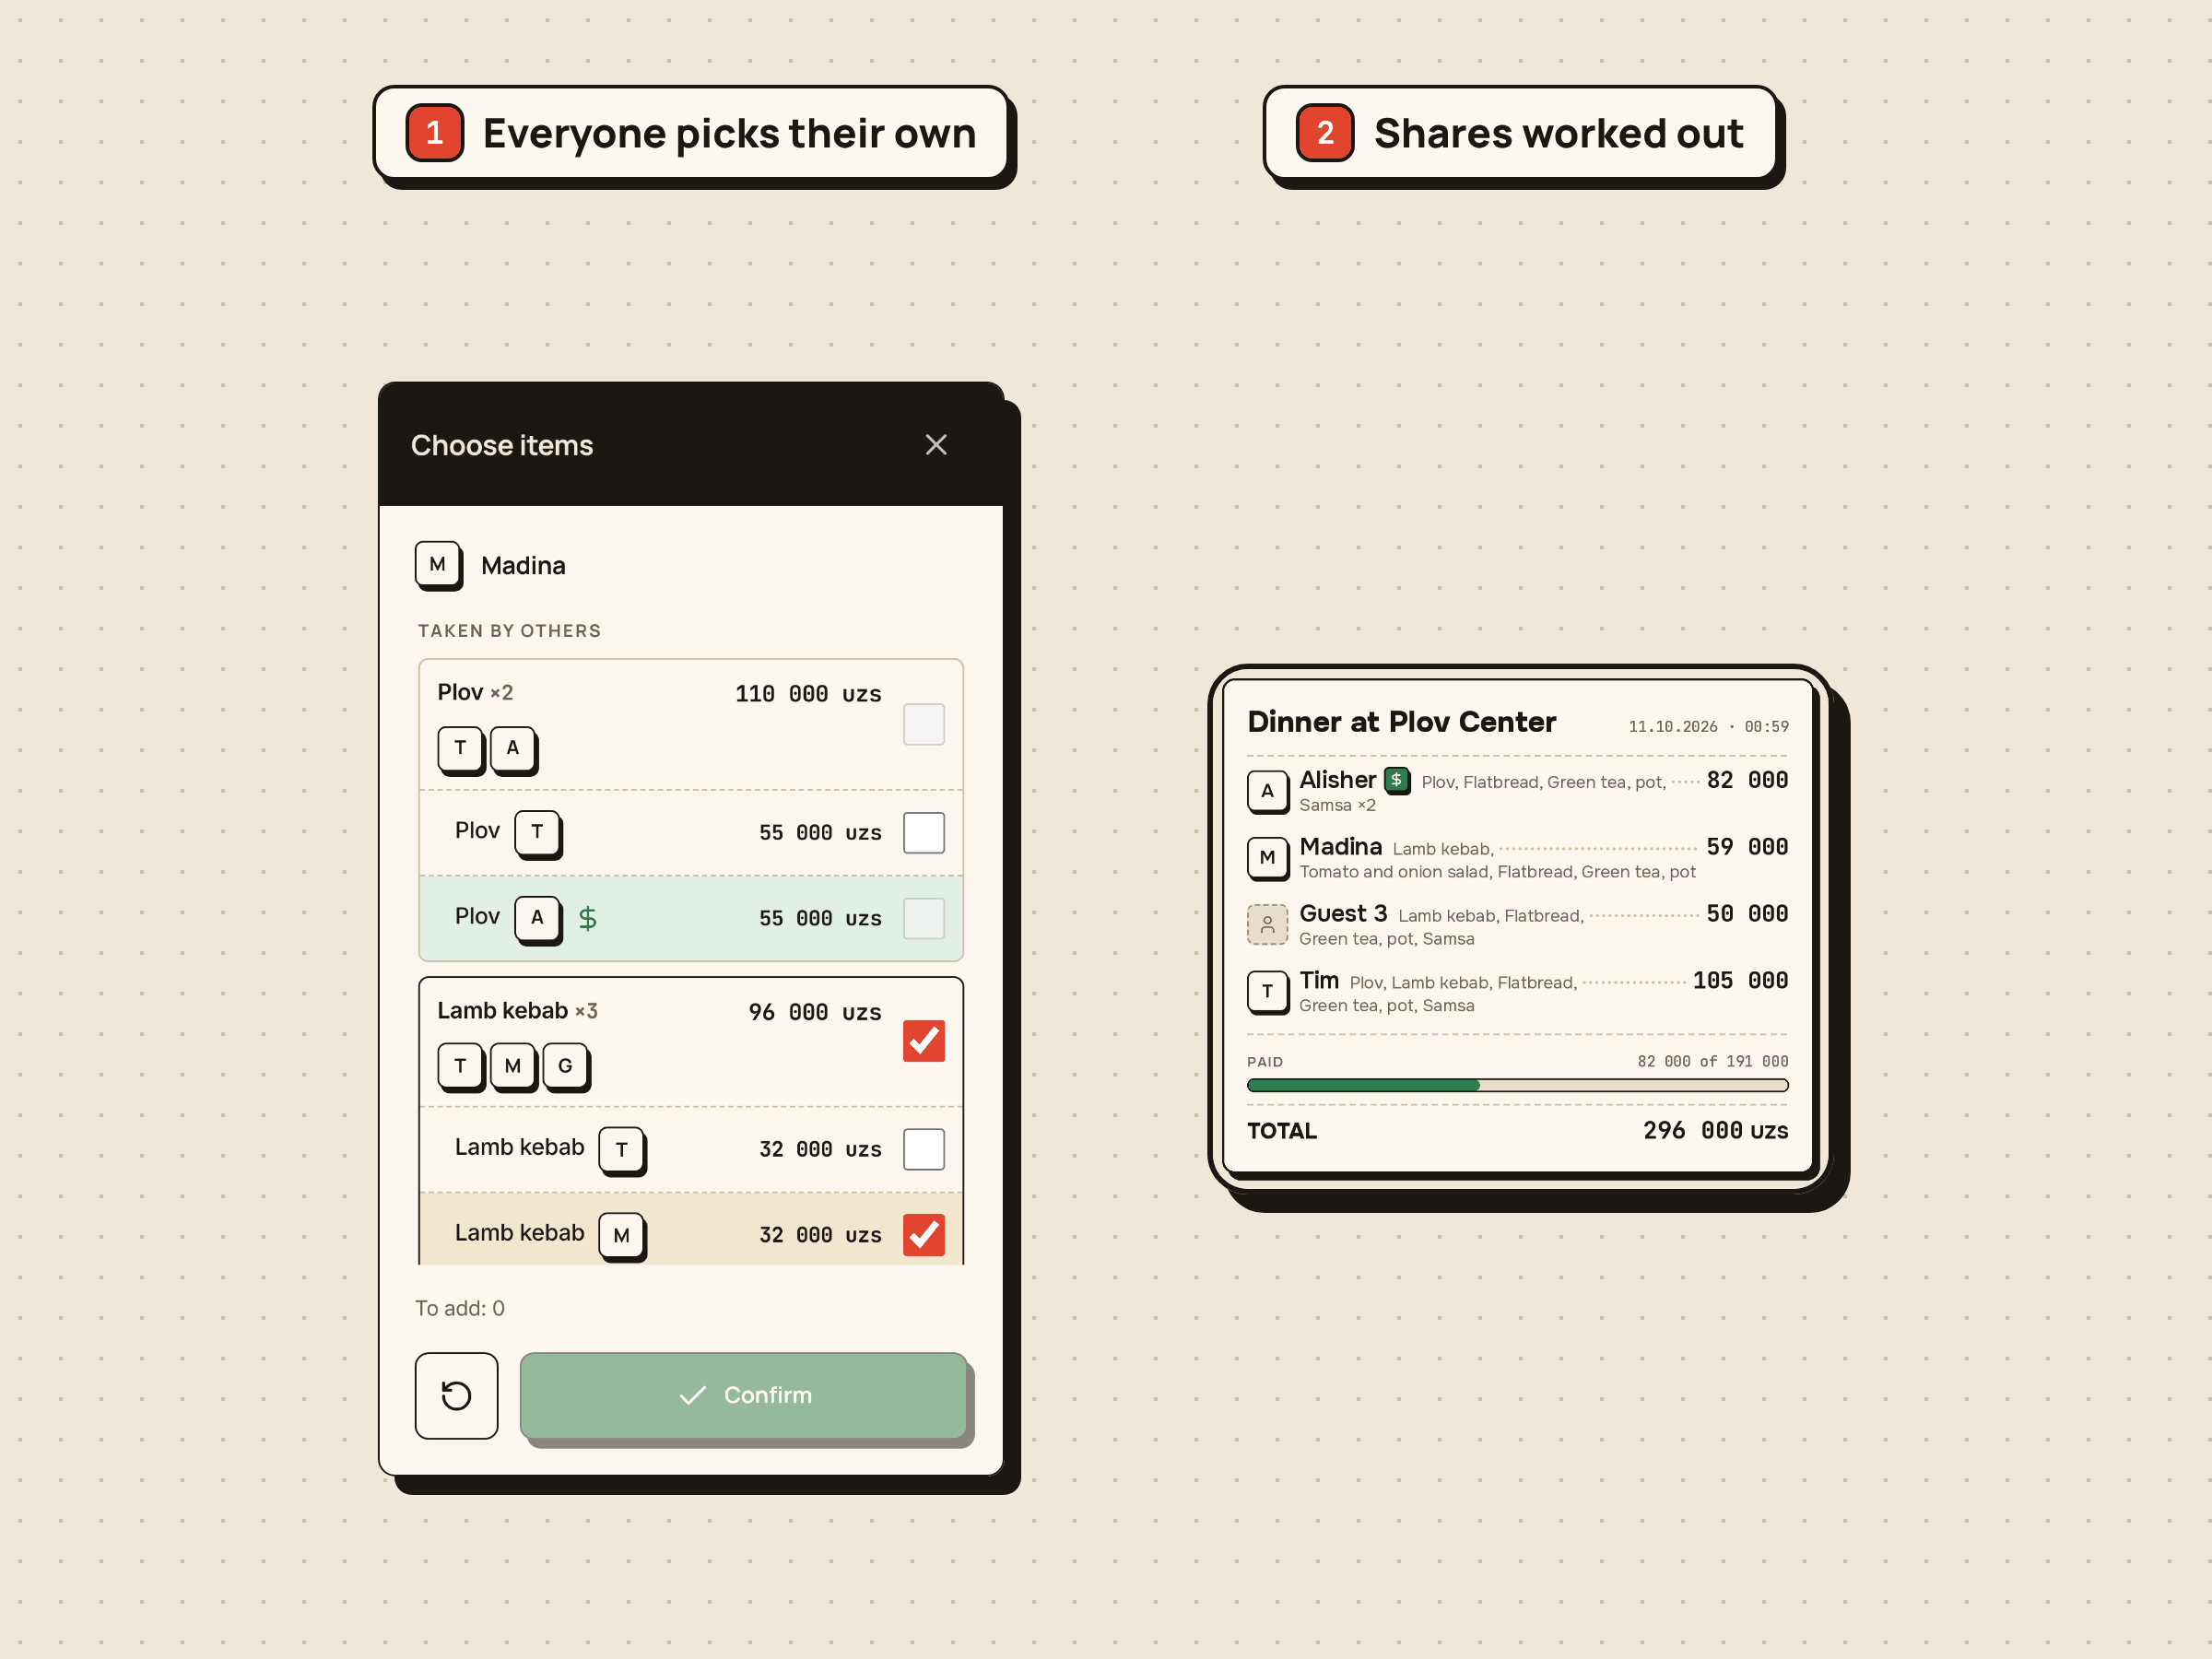 1 Everyone picks their own
2 Shares worked out
Choose items
M Madina
TAKEN BY OTHERS
Plov ×2 110 000 uzs
T A
Plov T 55 000 uzs
Plov A $ 55 000 uzs
Lamb kebab ×3 96 000 uzs
T M G
Lamb kebab T 32 000 uzs
Lamb kebab M 32 000 uzs
To add: 0
Confirm
Dinner at Plov Center 11.10.2026 · 00:59
A Alisher $ Plov, Flatbread, Green tea, pot, 82 000
Samsa ×2
M Madina Lamb kebab, 59 000
Tomato and onion salad, Flatbread, Green tea, pot
Guest 3 Lamb kebab, Flatbread, 50 000
Green tea, pot, Samsa
T Tim Plov, Lamb kebab, Flatbread, 105 000
Green tea, pot, Samsa
PAID 82 000 of 191 000
TOTAL 296 000 uzs